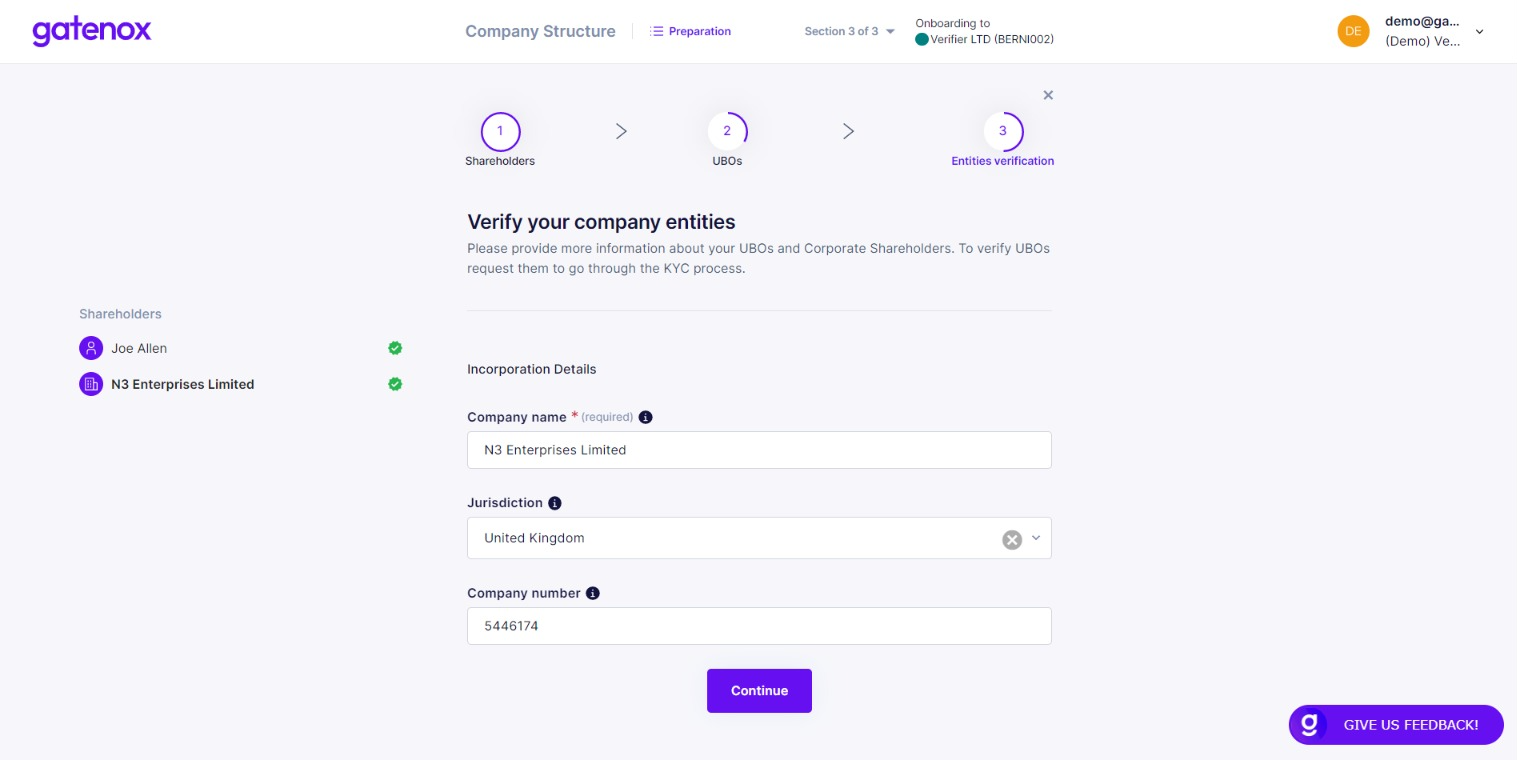 gatenox
Company Structure
Preparation
Section 3 of 3
Onboarding to
Verifier LTD (BERNI002)
DE
demo@ga...
(Demo) Ve...
1
2
3
Shareholders
UBOs
Entities verification
Verify your company entities
Please provide more information about your UBOs and Corporate Shareholders. To verify UBOs
request them to go through the KYC process.
Shareholders
Joe Allen
N3 Enterprises Limited
Incorporation Details
Company name * (required)
N3 Enterprises Limited
Jurisdiction
United Kingdom
Company number
5446174
Continue
g GIVE US FEEDBACK!